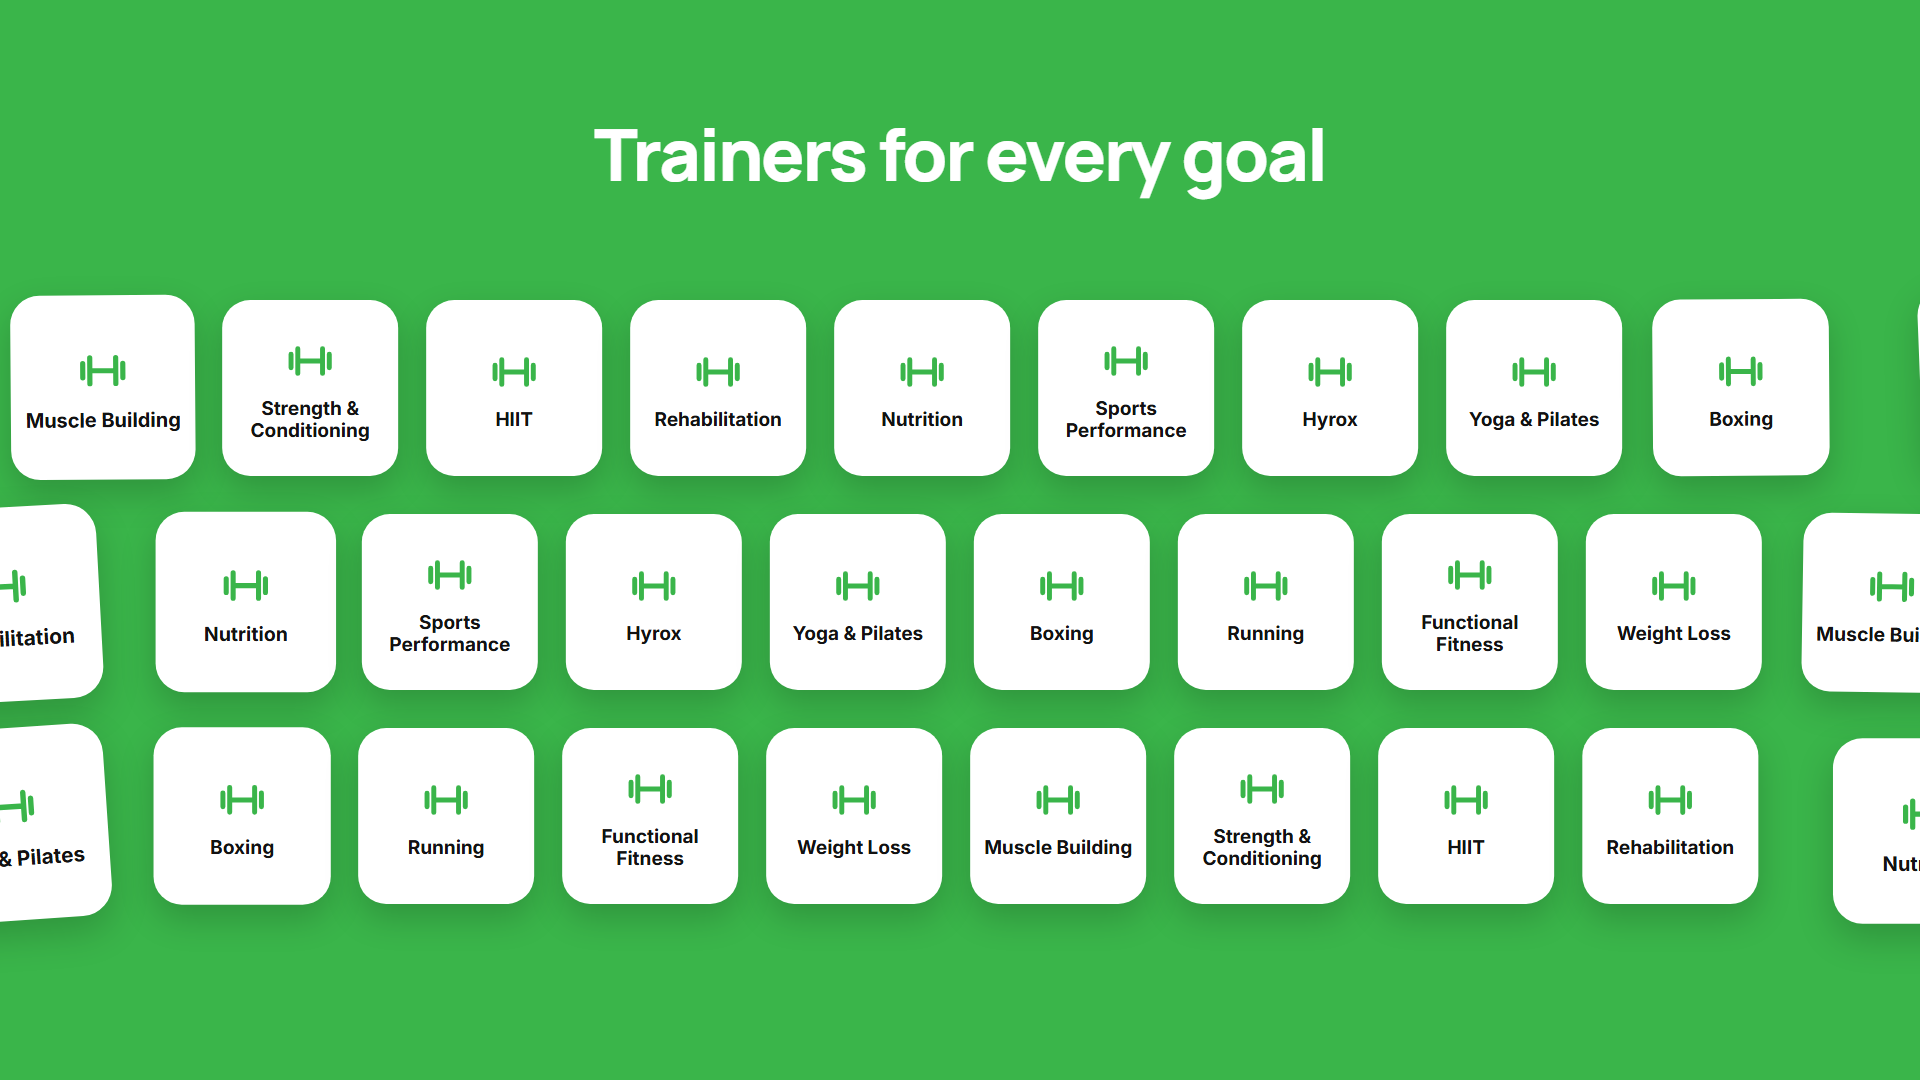 Trainers for every goal
Muscle Building
Strength &
Conditioning
HIIT
Rehabilitation
Nutrition
Sports
Performance
Hyrox
Yoga & Pilates
Boxing
ilitation
Nutrition
Sports
Performance
Hyrox
Yoga & Pilates
Boxing
Running
Functional
Fitness
Weight Loss
Muscle Bui
& Pilates
Boxing
Running
Functional
Fitness
Weight Loss
Muscle Building
Strength &
Conditioning
HIIT
Rehabilitation
Nutr